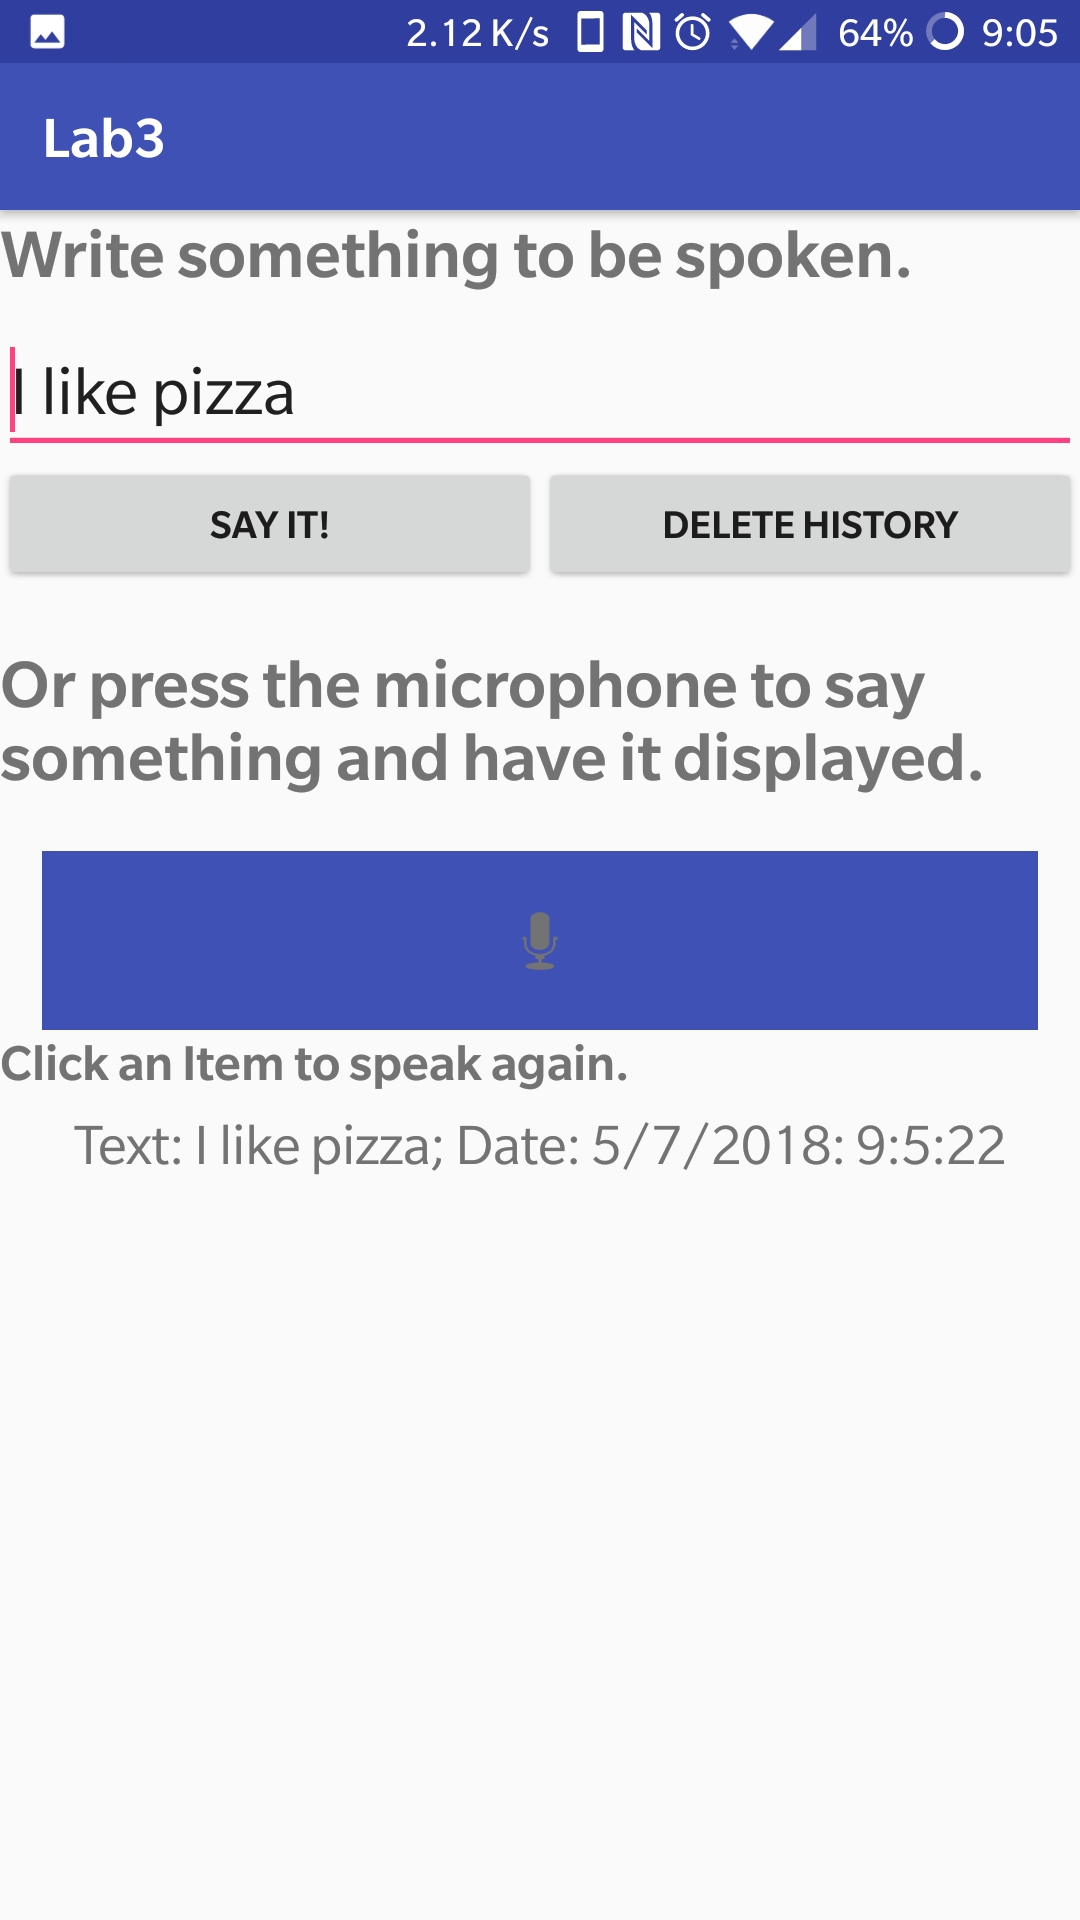 2.12 K/s 64% 9:05
Lab3
Write something to be spoken.
I like pizza
SAY IT! DELETE HISTORY
Or press the microphone to say
something and have it displayed.
Click an Item to speak again.
Text: I like pizza; Date: 5/7/2018: 9:5:22